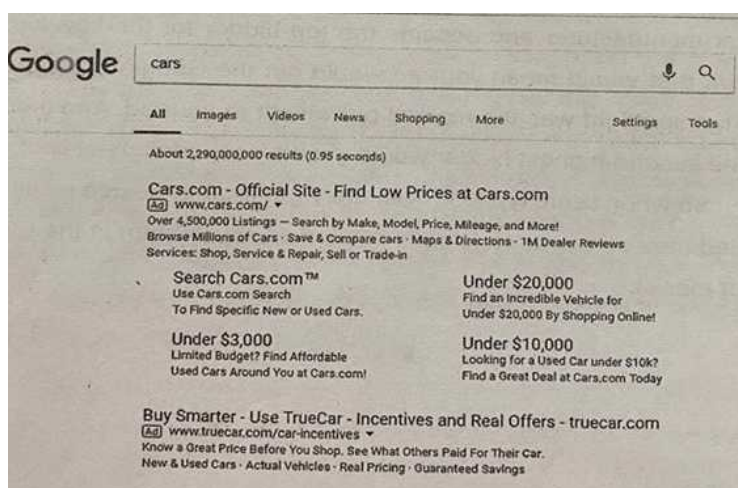 Google
cars
All Images Videos News Shopping More Settings Tools
About 2,290,000,000 results (0.95 seconds)
Cars.com - Official Site - Find Low Prices at Cars.com
Ad www.cars.com/
Over 4,500,000 Listings — Search by Make, Model, Price, Mileage, and More!
Browse Millions of Cars · Save & Compare cars · Maps & Directions · 1M Dealer Reviews
Services: Shop, Service & Repair, Sell or Trade-in
Search Cars.com™
Use Cars.com Search
To Find Specific New or Used Cars.
Under $20,000
Find an Incredible Vehicle for
Under $20,000 By Shopping Online!
Under $3,000
Limited Budget? Find Affordable
Used Cars Around You at Cars.com!
Under $10,000
Looking for a Used Car under $10k?
Find a Great Deal at Cars.com Today
Buy Smarter - Use TrueCar - Incentives and Real Offers - truecar.com
Ad www.truecar.com/car-incentives
Know a Great Price Before You Shop. See What Others Paid For Their Car.
New & Used Cars · Actual Vehicles · Real Pricing · Guaranteed Savings